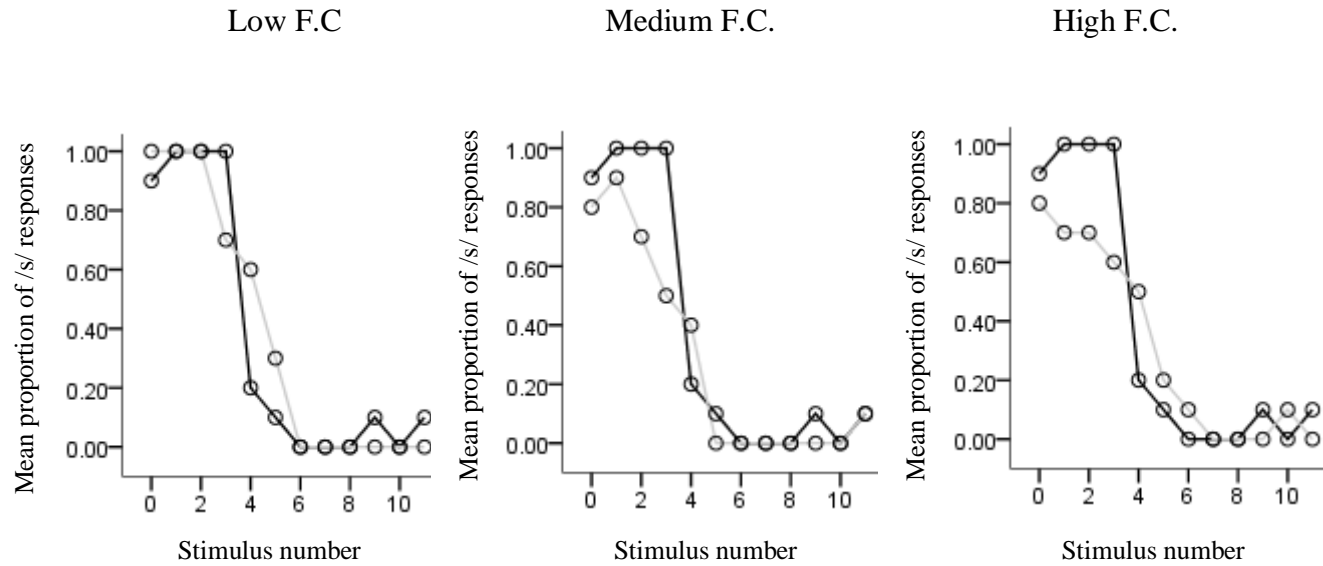 Low F.C
Medium F.C.
High F.C.
Mean proportion of /s/ responses
1.00
0.80
0.60
0.40
0.20
0.00
0 2 4 6 8 10
Stimulus number
Mean proportion of /s/ responses
1.00
0.80
0.60
0.40
0.20
0.00
0 2 4 6 8 10
Stimulus number
Mean proportion of /s/ responses
1.00
0.80
0.60
0.40
0.20
0.00
0 2 4 6 8 10
Stimulus number